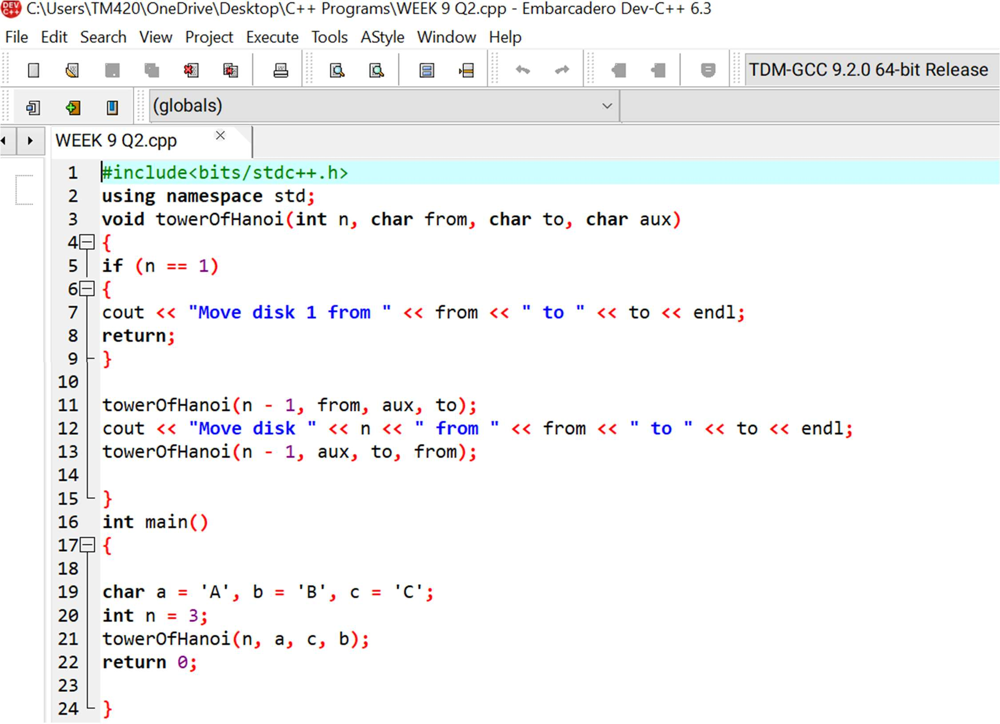 DEV C++ C:\Users\TM420\OneDrive\Desktop\C++ Programs\WEEK 9 Q2.cpp - Embarcadero Dev-C++ 6.3
File Edit Search View Project Execute Tools AStyle Window Help
TDM-GCC 9.2.0 64-bit Release
(globals)
WEEK 9 Q2.cpp
1 #include<bits/stdc++.h>
2 using namespace std;
3 void towerOfHanoi(int n, char from, char to, char aux)
4 {
5 if (n == 1)
6 {
7 cout << "Move disk 1 from " << from << " to " << to << endl;
8 return;
9 }
10
11 towerOfHanoi(n - 1, from, aux, to);
12 cout << "Move disk " << n << " from " << from << " to " << to << endl;
13 towerOfHanoi(n - 1, aux, to, from);
14
15 }
16 int main()
17 {
18
19 char a = 'A', b = 'B', c = 'C';
20 int n = 3;
21 towerOfHanoi(n, a, c, b);
22 return 0;
23
24 }